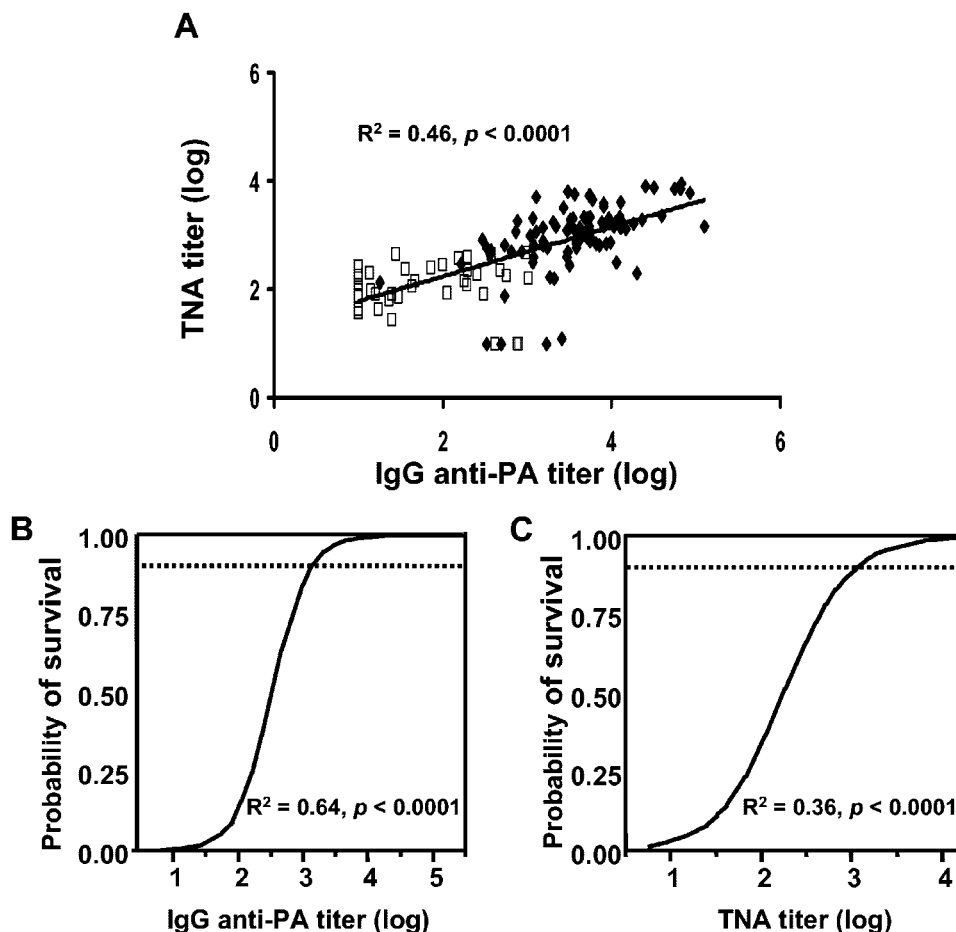 A
6
R² = 0.46, p < 0.0001
TNA titer (log)
4
2
0
0 2 4 6
IgG anti-PA titer (log)
B
1.00
0.75
0.50
0.25
0.00
Probability of survival
R² = 0.64, p < 0.0001
1 2 3 4 5
IgG anti-PA titer (log)
C
1.00
0.75
0.50
0.25
0.00
Probability of survival
R² = 0.36, p < 0.0001
1 2 3 4
TNA titer (log)